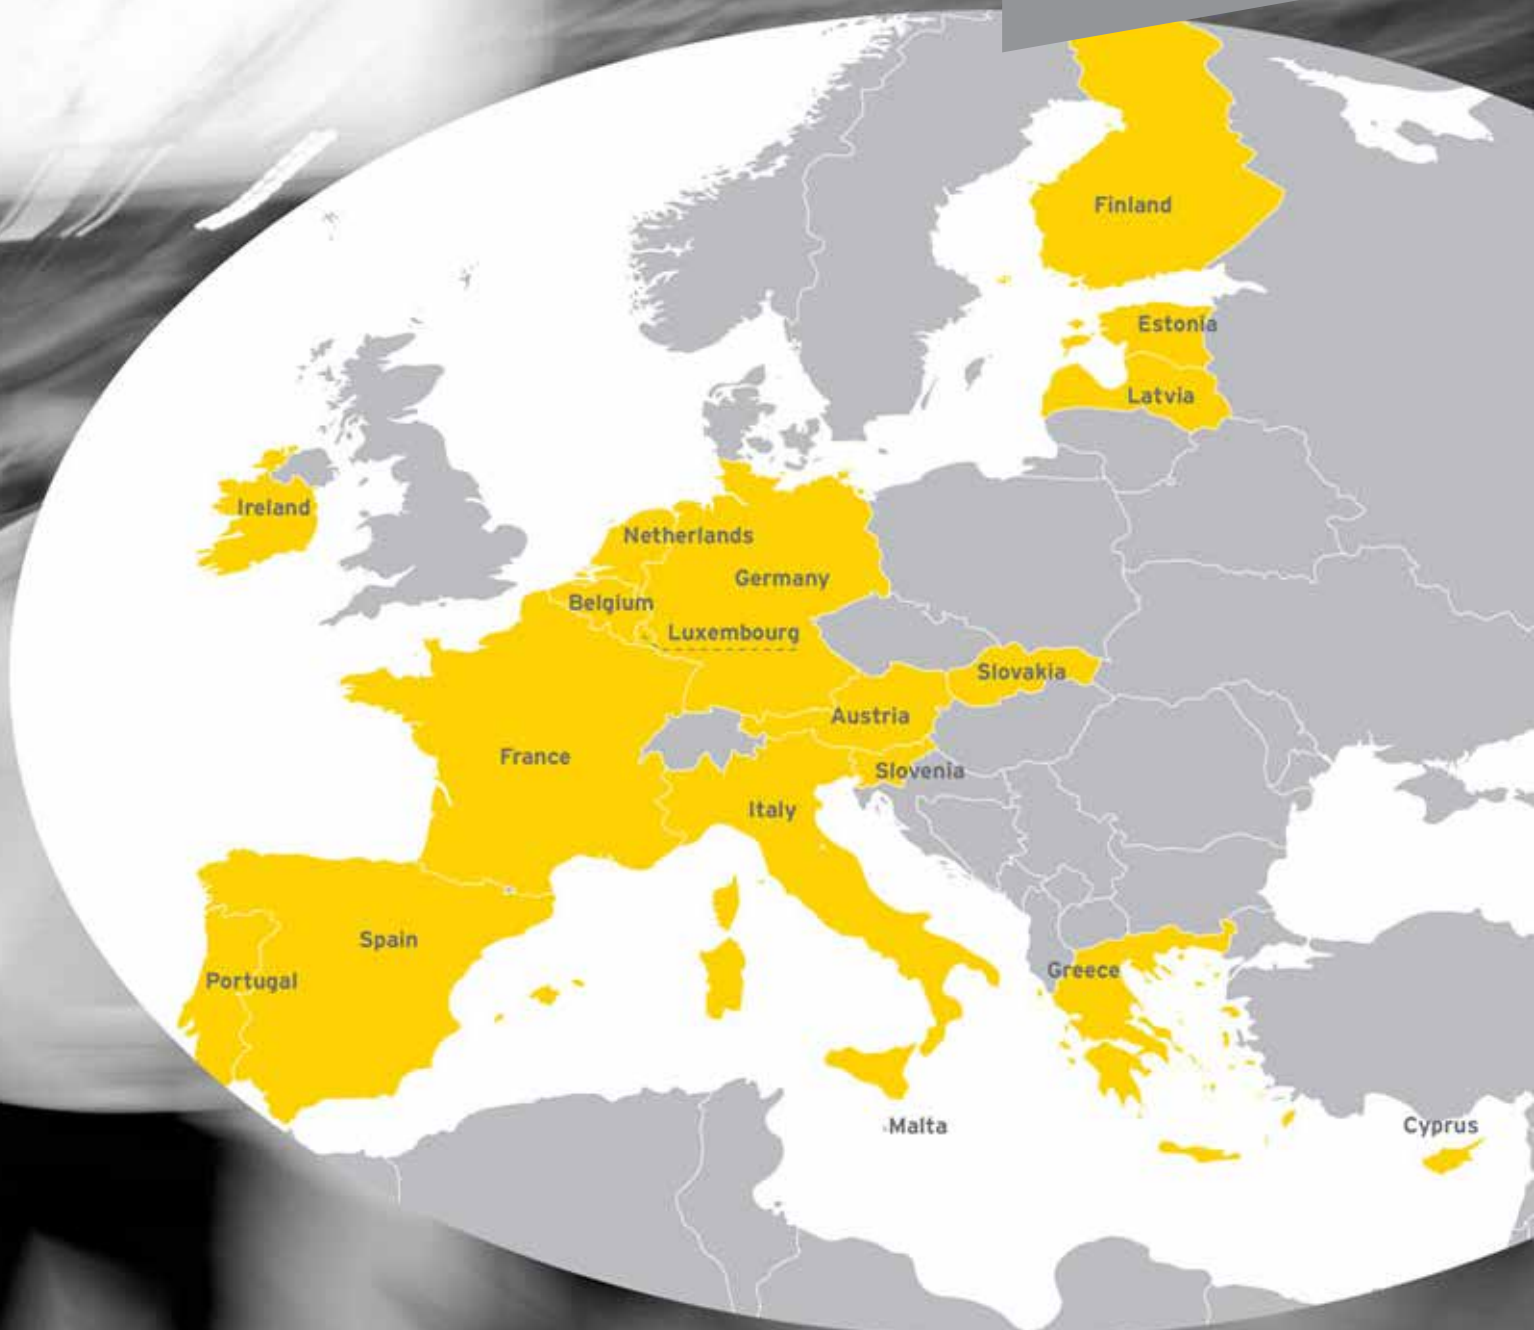 Finland
Estonia
Latvia
Ireland
Netherlands
Germany
Belgium
Luxembourg
Slovakia
Austria
France
Slovenia
Italy
Spain
Greece
Portugal
Malta
Cyprus